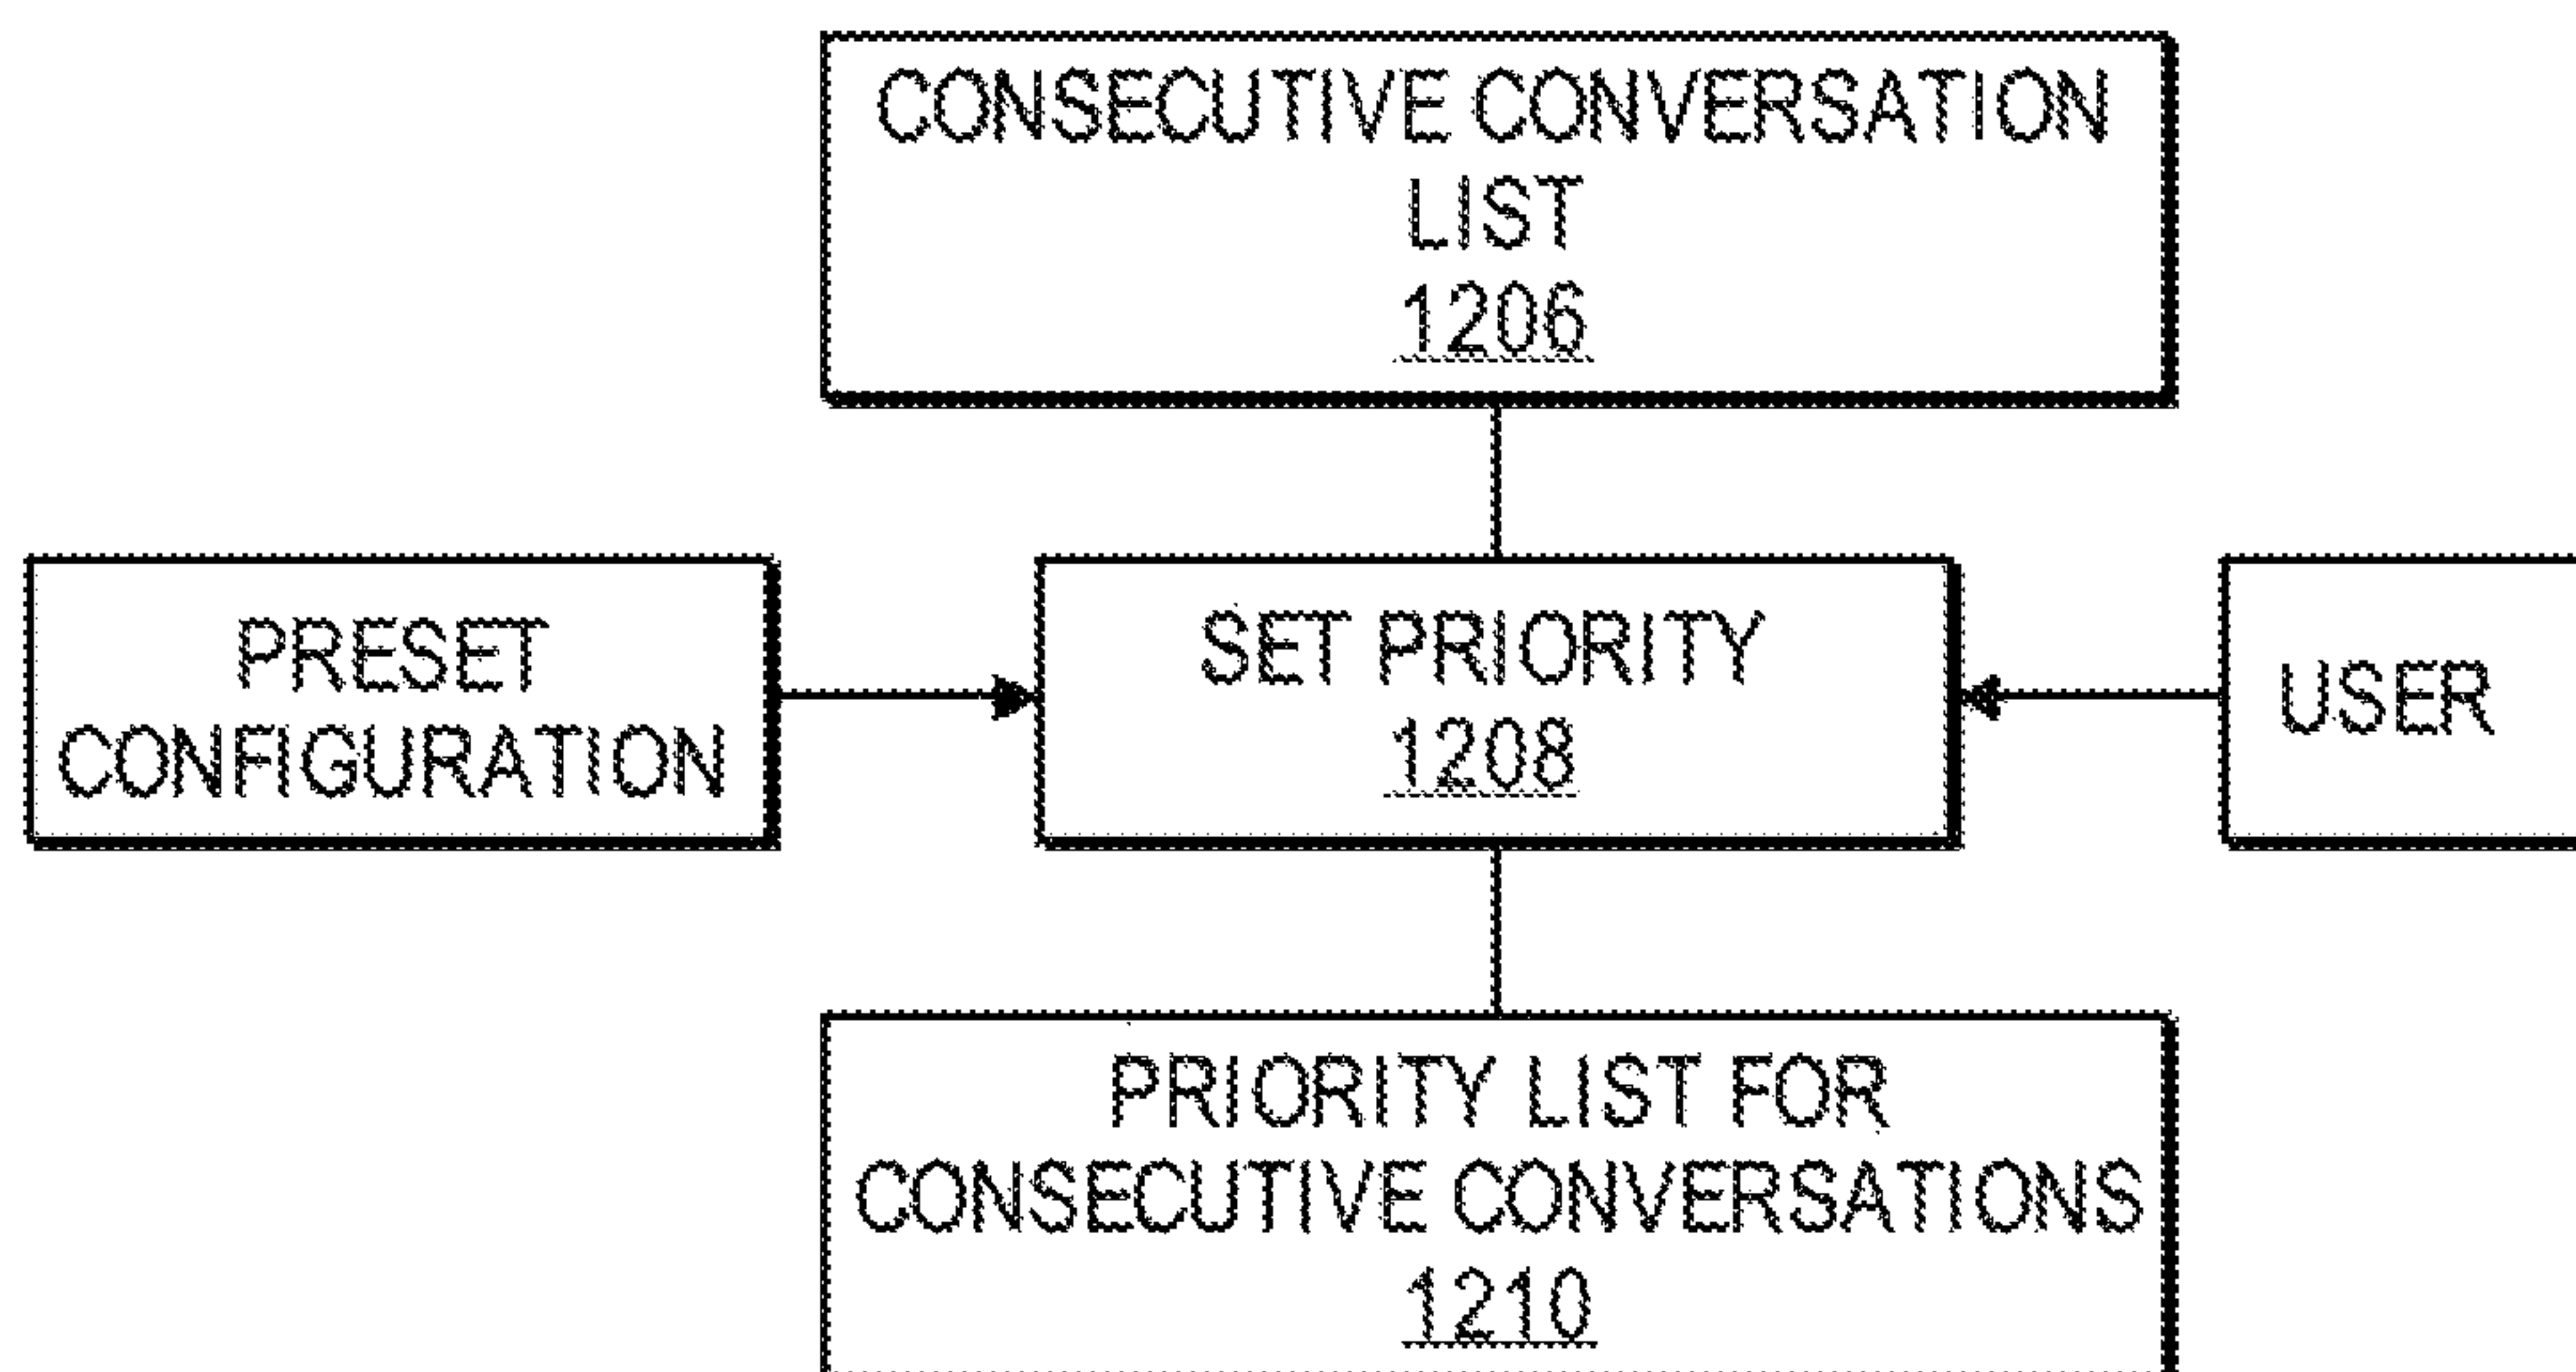 CONSECUTIVE CONVERSATION
LIST
1206
PRESET
CONFIGURATION
SET PRIORITY
1208
USER
PRIORITY LIST FOR
CONSECUTIVE CONVERSATIONS
1210